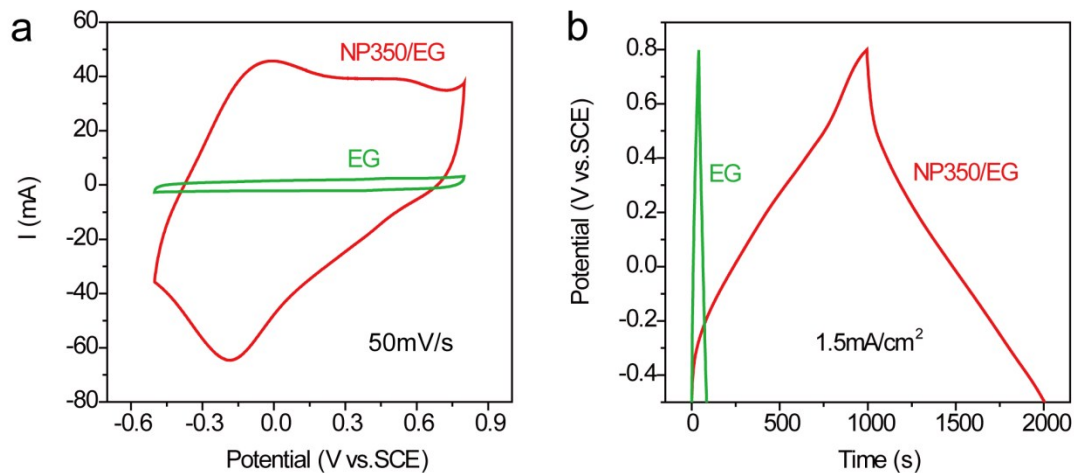 a
60
40
20
0
-20
-40
-60
-80
I (mA)
NP350/EG
EG
50mV/s
-0.6
-0.3
0.0
0.3
0.6
0.9
Potential (V vs.SCE)
b
0.8
0.6
0.4
0.2
0.0
-0.2
-0.4
Potential (V vs.SCE)
EG
NP350/EG
1.5mA/cm²
0
500
1000
1500
2000
Time (s)